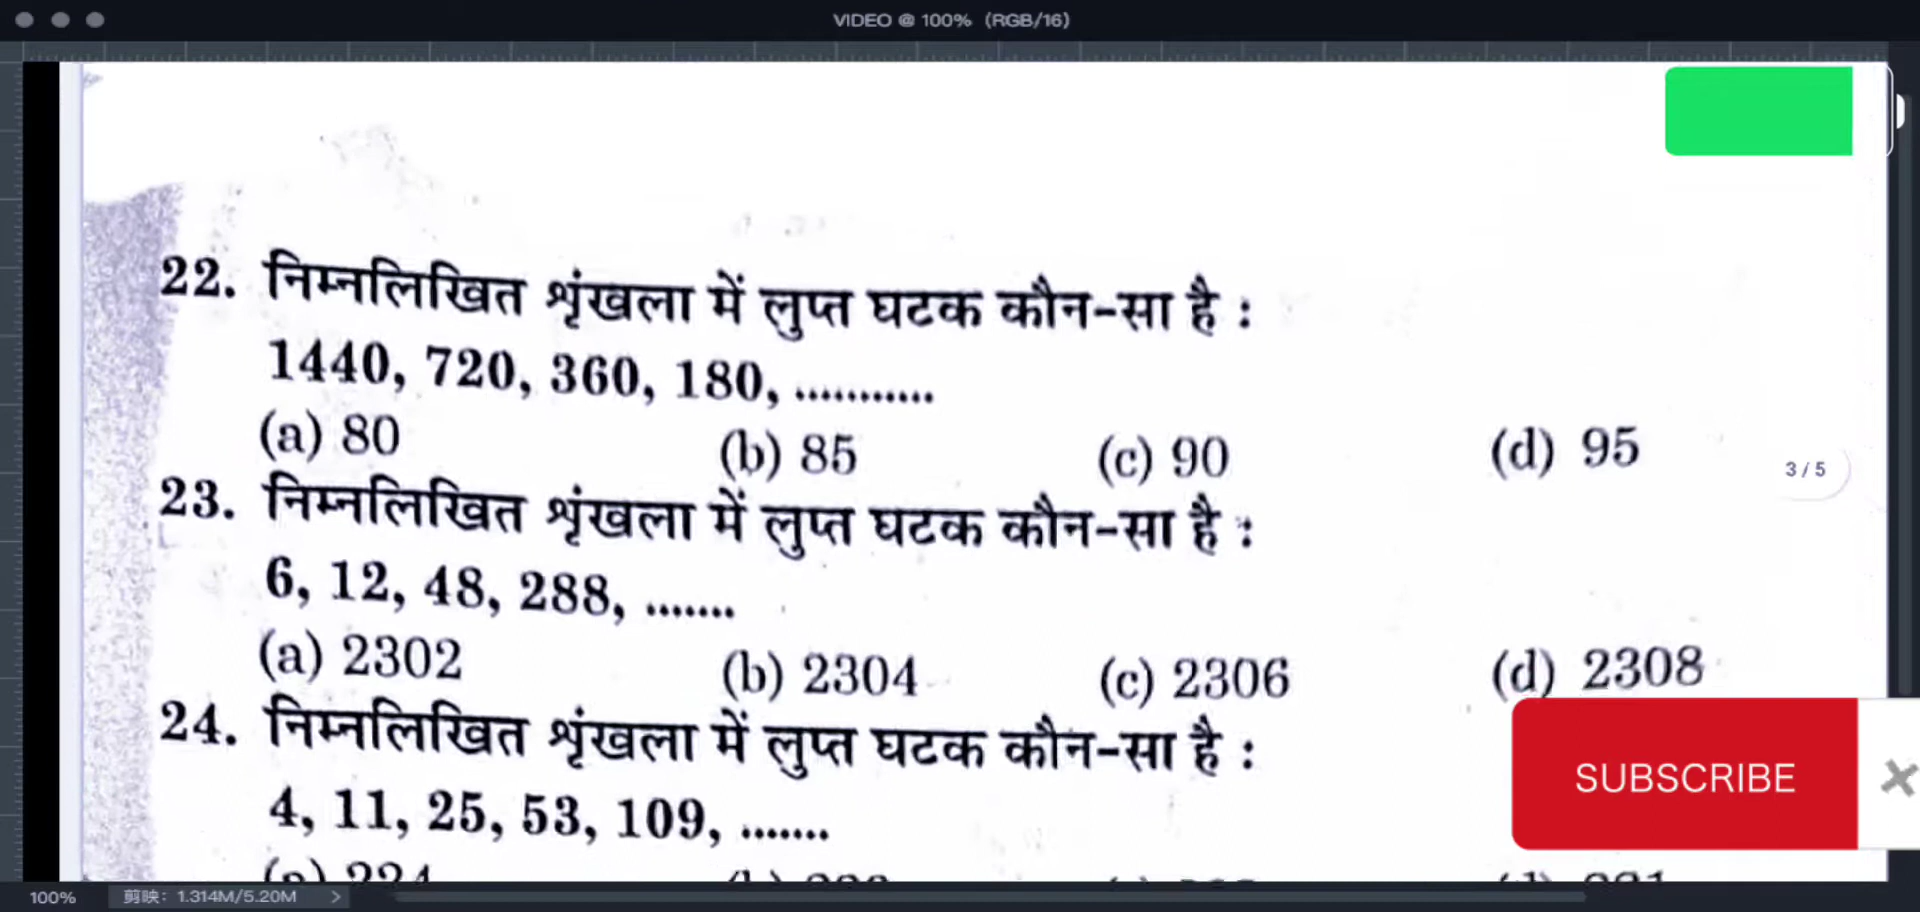 VIDEO @ 100% (RGB/16)
22. निम्नलिखित शृंखला में लुप्त घटक कौन-सा है :
1440, 720, 360, 180, ...........
(a) 80 (b) 85 (c) 90 (d) 95
3 / 5
23. निम्नलिखित शृंखला में लुप्त घटक कौन-सा है :
6, 12, 48, 288, .......
(a) 2302 (b) 2304 (c) 2306 (d) 2308
24. निम्नलिखित शृंखला में लुप्त घटक कौन-सा है :
SUBSCRIBE
4, 11, 25, 53, 109, .......
100% 剪映: 1.314M/5.20M